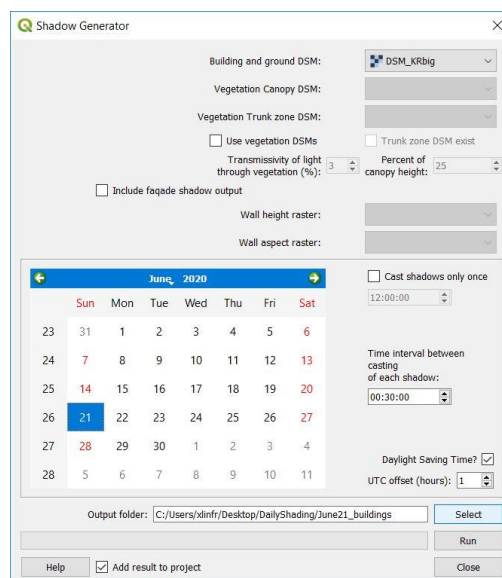 Shadow Generator
Building and ground DSM: DSM_KRbig
Vegetation Canopy DSM:
Vegetation Trunk zone DSM:
Use vegetation DSMs Trunk zone DSM exist
Transmissivity of light through vegetation (%): 3 Percent of canopy height: 25
Include façade shadow output
Wall height raster:
Wall aspect raster:
June, 2020
Sun Mon Tue Wed Thu Fri Sat
23 31 1 2 3 4 5 6
24 7 8 9 10 11 12 13
25 14 15 16 17 18 19 20
26 21 22 23 24 25 26 27
27 28 29 30 1 2 3 4
28 5 6 7 8 9 10 11
Cast shadows only once
12:00:00
Time interval between
casting
of each shadow:
00:30:00
Daylight Saving Time?
UTC offset (hours): 1
Output folder: C:/Users/xlinfr/Desktop/DailyShading/June21_buildings Select
Run
Help Add result to project Close